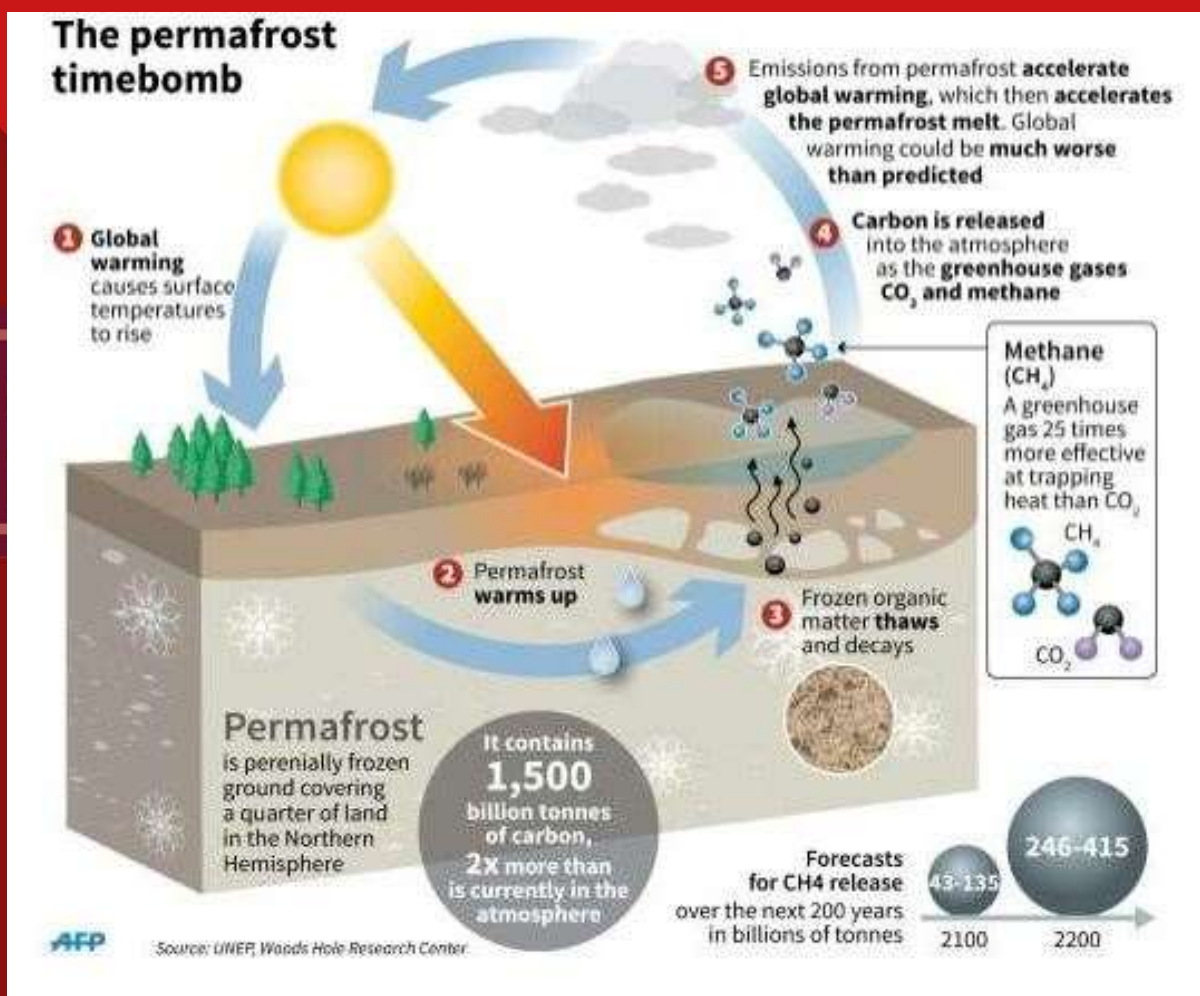 The permafrost
timebomb
1 Global
warming
causes surface
temperatures
to rise
2 Permafrost
warms up
3 Frozen organic
matter thaws
and decays
4 Carbon is released
into the atmosphere
as the greenhouse gases
CO₂ and methane
5 Emissions from permafrost accelerate
global warming, which then accelerates
the permafrost melt. Global
warming could be much worse
than predicted
Methane
(CH₄)
A greenhouse
gas 25 times
more effective
at trapping
heat than CO₂
CH₄
CO₂
Permafrost
is perenially frozen
ground covering
a quarter of land
in the Northern
Hemisphere
It contains
1,500
billion tonnes
of carbon,
2x more than
is currently in the
atmosphere
Forecasts
for CH4 release
over the next 200 years
in billions of tonnes
43-135
246-415
2100
2200
AFP
Source: UNEP, Woods Hole Research Center